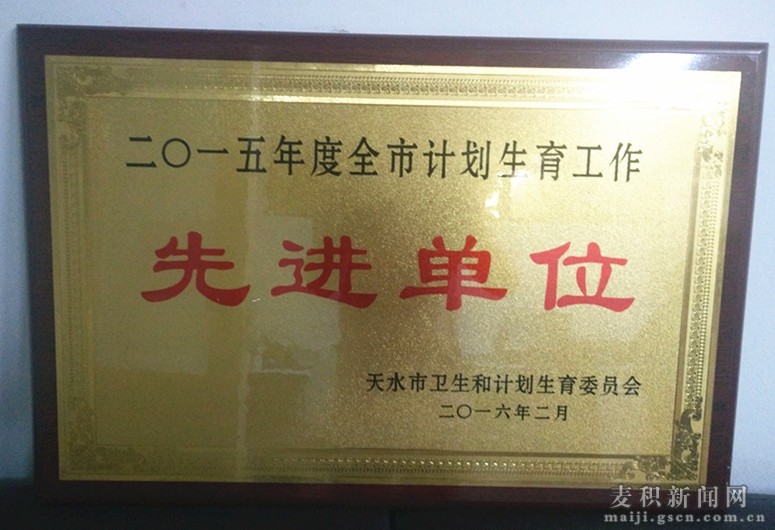 二〇一五年度全市计划生育工作
先进单位
天水市卫生和计划生育委员会
二〇一六年二月
麦积新闻网
maiji.gscn.com.cn